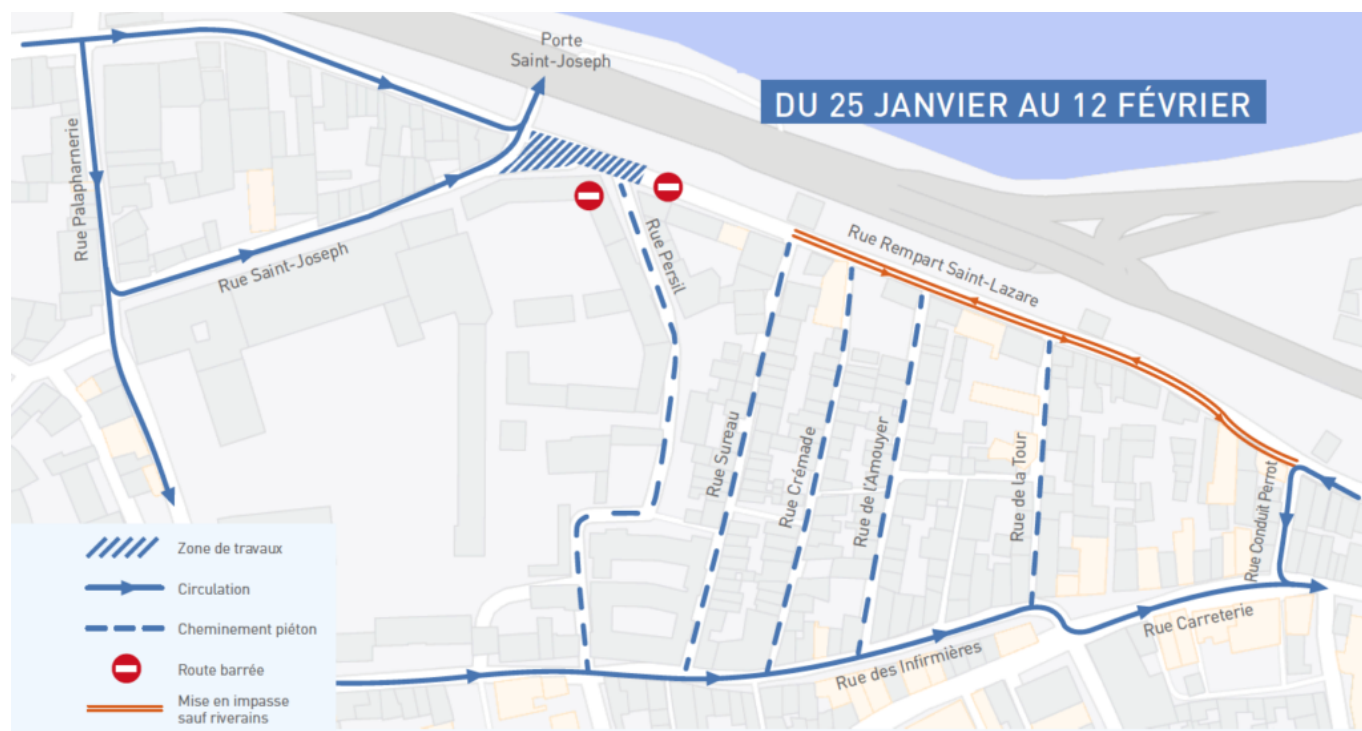 Porte
Saint-Joseph
DU 25 JANVIER AU 12 FÉVRIER
Rue Palapharnerie
Rue Saint-Joseph
Rue Persil
Rue Rempart Saint-Lazare
Rue Sureau
Rue Crémade
Rue de l'Amouyer
Rue de la Tour
Rue Conduit Perrot
Rue des Infirmières
Rue Carreterie
Zone de travaux
Circulation
Cheminement piéton
Route barrée
Mise en impasse
sauf riverains